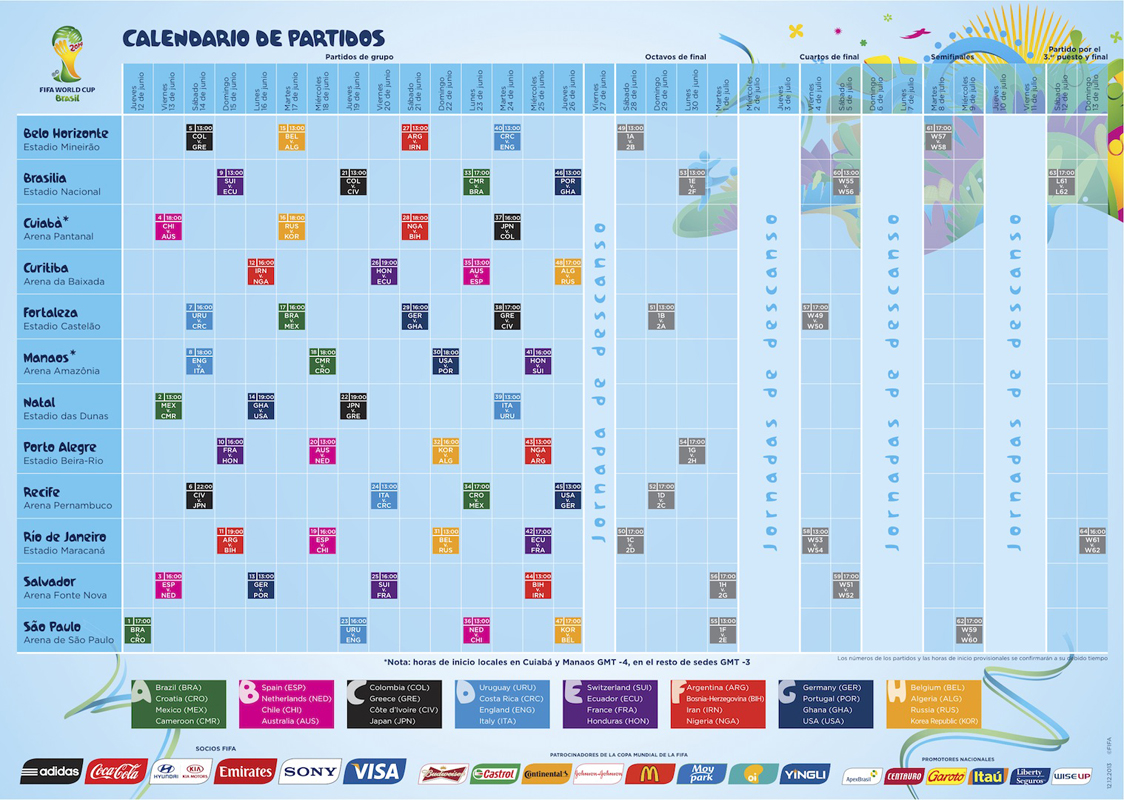 CALENDARIO DE PARTIDOS
2014
FIFA WORLD CUP
Brasil
Partidos de grupo
Octavos de final
Cuartos de final
Semifinales
Partido por el
3.er puesto y final
Jueves 12 de junio
Viernes 13 de junio
Sábado 14 de junio
Domingo 15 de junio
Lunes 16 de junio
Martes 17 de junio
Miércoles 18 de junio
Jueves 19 de junio
Viernes 20 de junio
Sábado 21 de junio
Domingo 22 de junio
Lunes 23 de junio
Martes 24 de junio
Miércoles 25 de junio
Jueves 26 de junio
Viernes 27 de junio
Sábado 28 de junio
Domingo 29 de junio
Lunes 30 de junio
Martes 1 de julio
Miércoles 2 de julio
Jueves 3 de julio
Viernes 4 de julio
Sábado 5 de julio
Domingo 6 de julio
Lunes 7 de julio
Martes 8 de julio
Miércoles 9 de julio
Jueves 10 de julio
Viernes 11 de julio
Sábado 12 de julio
Domingo 13 de julio
Belo Horizonte
Estadio Mineirão
5 13:00 COL v. GRE
15 13:00 BEL v. ALG
27 13:00 ARG v. IRN
40 13:00 CRC v. ENG
49 13:00 1A v. 2B
61 17:00 W57 v. W58
Brasilia
Estadio Nacional
9 13:00 SUI v. ECU
21 13:00 COL v. CIV
33 17:00 CMR v. BRA
46 13:00 POR v. GHA
53 13:00 1E v. 2F
60 13:00 W55 v. W56
63 17:00 L61 v. L62
Cuiabà*
Arena Pantanal
4 18:00 CHI v. AUS
16 18:00 RUS v. KOR
28 18:00 NGA v. BIH
37 16:00 JPN v. COL
Curitiba
Arena da Baixada
12 16:00 IRN v. NGA
26 19:00 HON v. ECU
35 13:00 AUS v. ESP
48 17:00 ALG v. RUS
Fortaleza
Estadio Castelão
7 16:00 URU v. CRC
17 16:00 BRA v. MEX
29 16:00 GER v. GHA
38 17:00 GRE v. CIV
51 13:00 1B v. 2A
57 17:00 W49 v. W50
Manaos*
Arena Amazônia
8 18:00 ENG v. ITA
18 18:00 CMR v. CRO
30 18:00 USA v. POR
41 16:00 HON v. SUI
Natal
Estadio das Dunas
2 13:00 MEX v. CMR
14 19:00 GHA v. USA
22 19:00 JPN v. GRE
39 13:00 ITA v. URU
Porto Alegre
Estadio Beira-Rio
10 16:00 FRA v. HON
20 13:00 AUS v. NED
32 16:00 KOR v. ALG
43 13:00 NGA v. ARG
54 17:00 1G v. 2H
Recife
Arena Pernambuco
6 22:00 CIV v. JPN
24 13:00 ITA v. CRC
34 17:00 CRO v. MEX
45 13:00 USA v. GER
52 17:00 1D v. 2C
Río de Janeiro
Estadio Maracaná
11 19:00 ARG v. BIH
19 16:00 ESP v. CHI
31 13:00 BEL v. RUS
42 17:00 ECU v. FRA
50 17:00 1C v. 2D
58 13:00 W53 v. W54
64 16:00 W61 v. W62
Salvador
Arena Fonte Nova
3 16:00 ESP v. NED
13 13:00 GER v. POR
25 16:00 SUI v. FRA
44 13:00 BIH v. IRN
56 17:00 1H v. 2G
59 17:00 W51 v. W52
São Paulo
Arena de São Paulo
1 17:00 BRA v. CRO
23 16:00 URU v. ENG
36 13:00 NED v. CHI
47 17:00 KOR v. BEL
55 13:00 1F v. 2E
62 17:00 W59 v. W60
Jornada de descanso
Jornadas de descanso
Jornadas de descanso
Jornadas de descanso
*Nota: horas de inicio locales en Cuiabá y Manaos GMT -4, en el resto de sedes GMT -3
Los números de los partidos y las horas de inicio provisionales se confirmarán a su debido tiempo
A
Brazil (BRA)
Croatia (CRO)
Mexico (MEX)
Cameroon (CMR)
B
Spain (ESP)
Netherlands (NED)
Chile (CHI)
Australia (AUS)
C
Colombia (COL)
Greece (GRE)
Côte d'Ivoire (CIV)
Japan (JPN)
D
Uruguay (URU)
Costa Rica (CRC)
England (ENG)
Italy (ITA)
E
Switzerland (SUI)
Ecuador (ECU)
France (FRA)
Honduras (HON)
F
Argentina (ARG)
Bosnia-Herzegovina (BIH)
Iran (IRN)
Nigeria (NGA)
G
Germany (GER)
Portugal (POR)
Ghana (GHA)
USA (USA)
H
Belgium (BEL)
Algeria (ALG)
Russia (RUS)
Korea Republic (KOR)
SOCIOS FIFA
PATROCINADORES DE LA COPA MUNDIAL DE LA FIFA
PROMOTORES NACIONALES
adidas
Coca-Cola
HYUNDAI
KIA
KIA MOTORS
Emirates
SONY
VISA
Budweiser
Castrol
Continental
Johnson & Johnson
M
Moy park
oi
YINGLI
ApexBrasil
CENTAURO
Garoto
Itaú
Liberty Seguros
WISEUP
©FIFA
12.12.2013